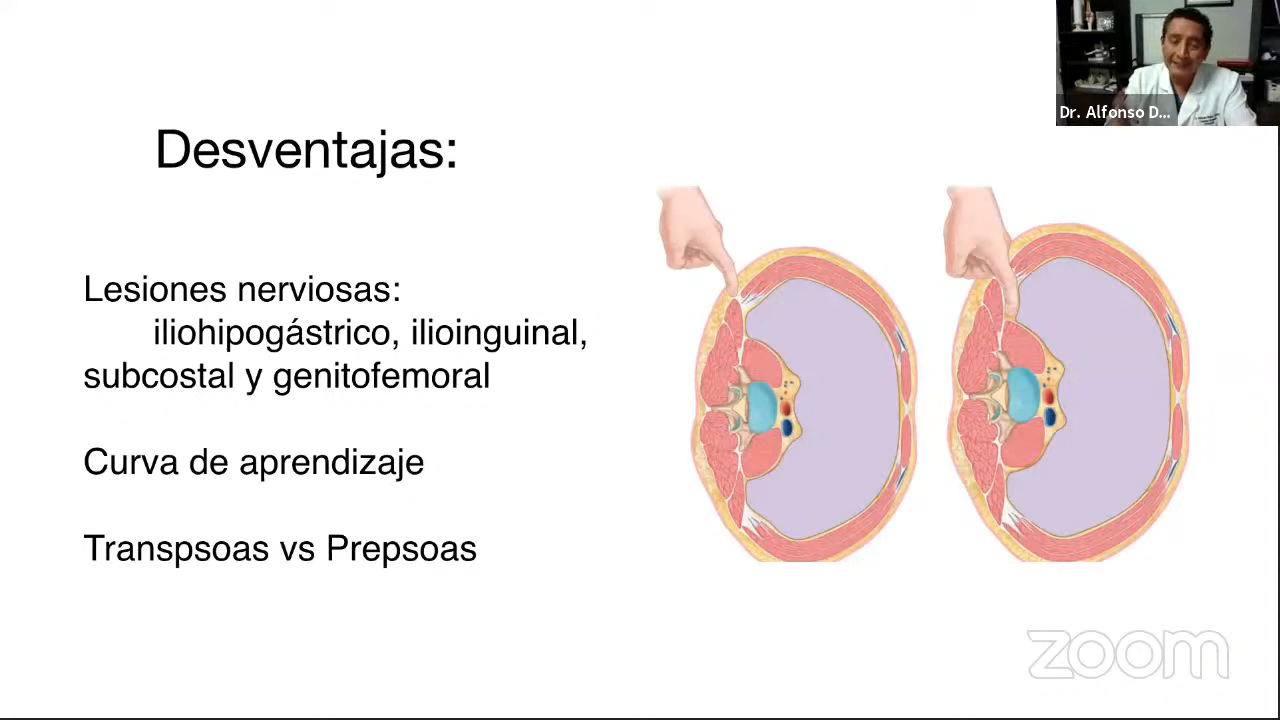 Dr. Alfonso D...
Desventajas:
Lesiones nerviosas:
iliohipogástrico, ilioinguinal,
subcostal y genitofemoral
Curva de aprendizaje
Transpsoas vs Prepsoas
zoom